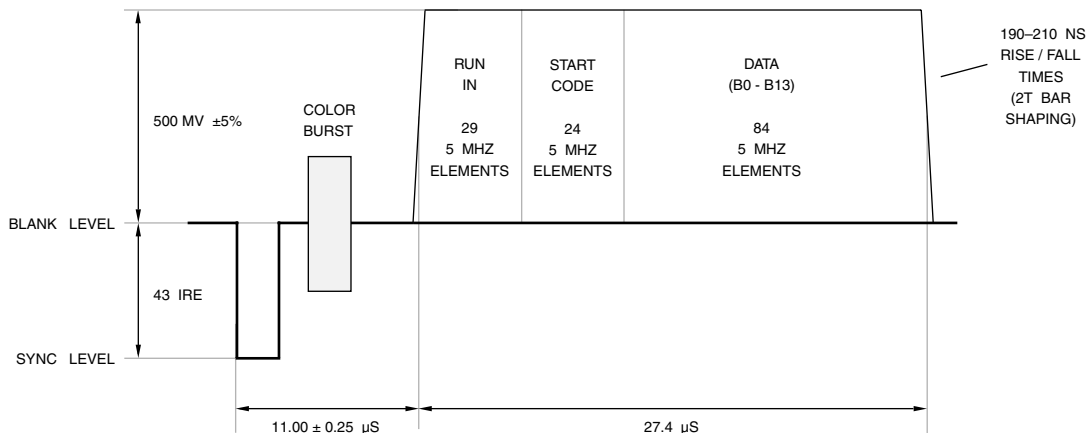 190–210 NS
RISE / FALL
TIMES
(2T BAR
SHAPING)
RUN
IN
29
5 MHZ
ELEMENTS
START
CODE
24
5 MHZ
ELEMENTS
DATA
(B0 - B13)
84
5 MHZ
ELEMENTS
COLOR
BURST
500 MV ±5%
BLANK LEVEL
43 IRE
SYNC LEVEL
11.00 ± 0.25 µS
27.4 µS